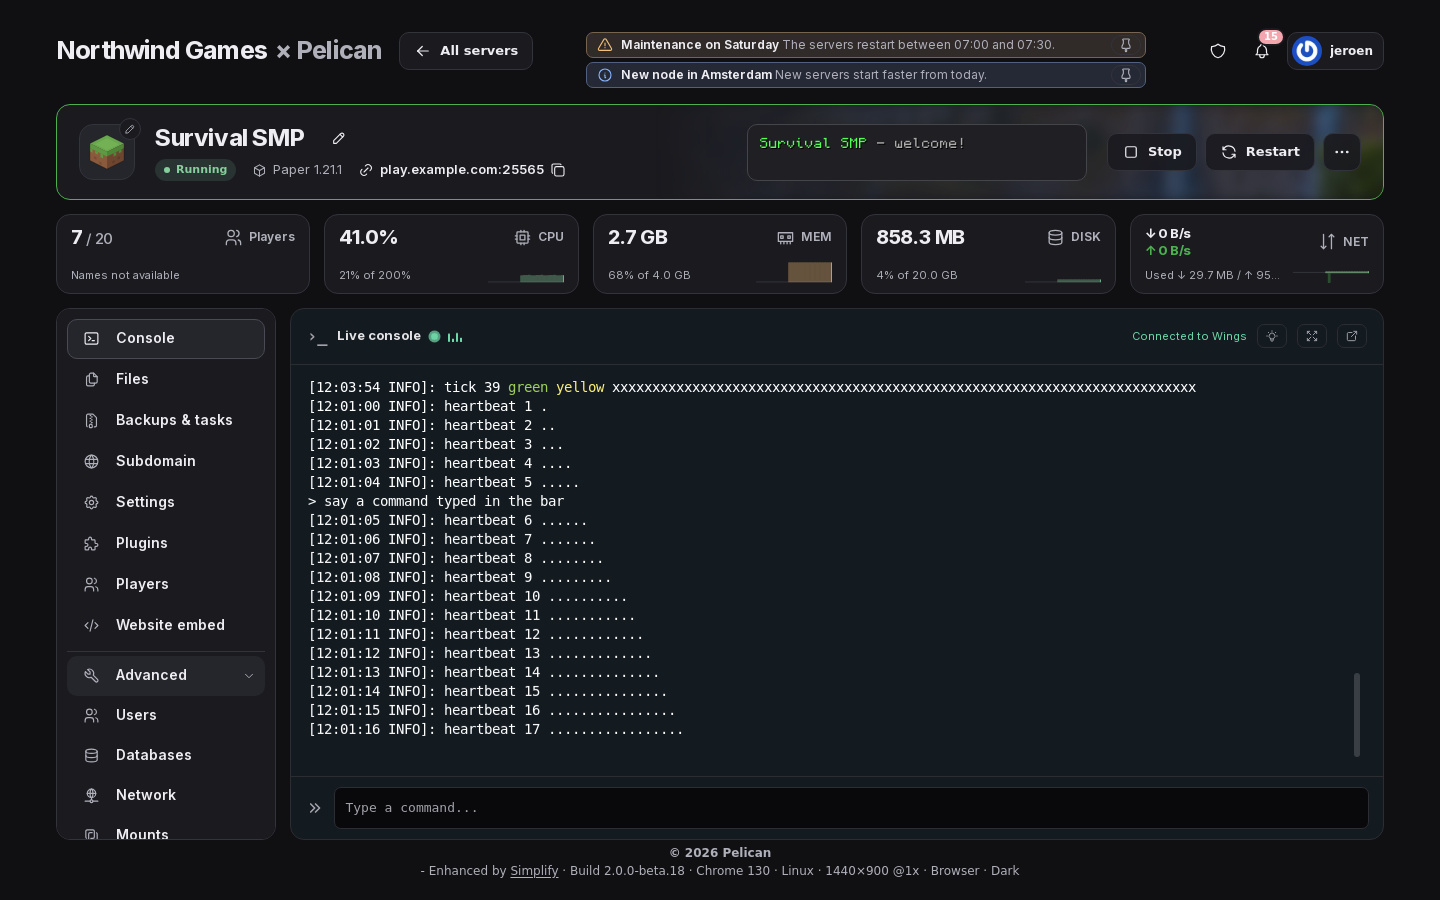 Northwind Games × Pelican
All servers
Maintenance on Saturday The servers restart between 07:00 and 07:30.
New node in Amsterdam New servers start faster from today.
15
jeroen
Survival SMP
Running
Paper 1.21.1
play.example.com:25565
Survival SMP - welcome!
Stop
Restart
7 / 20
Players
Names not available
41.0%
CPU
21% of 200%
2.7 GB
MEM
68% of 4.0 GB
858.3 MB
DISK
4% of 20.0 GB
↓ 0 B/s
↑ 0 B/s
NET
Used ↓ 29.7 MB / ↑ 95...
Console
Files
Backups & tasks
Subdomain
Settings
Plugins
Players
Website embed
Advanced
Users
Databases
Network
Mounts
Live console
Connected to Wings
[12:03:54 INFO]: tick 39 green yellow xxxxxxxxxxxxxxxxxxxxxxxxxxxxxxxxxxxxxxxxxxxxxxxxxxxxxxxxxxxxxxxxxxxxxxxxx
[12:01:00 INFO]: heartbeat 1 .
[12:01:01 INFO]: heartbeat 2 ..
[12:01:02 INFO]: heartbeat 3 ...
[12:01:03 INFO]: heartbeat 4 ....
[12:01:04 INFO]: heartbeat 5 .....
> say a command typed in the bar
[12:01:05 INFO]: heartbeat 6 ......
[12:01:06 INFO]: heartbeat 7 .......
[12:01:07 INFO]: heartbeat 8 ........
[12:01:08 INFO]: heartbeat 9 .........
[12:01:09 INFO]: heartbeat 10 ..........
[12:01:10 INFO]: heartbeat 11 ...........
[12:01:11 INFO]: heartbeat 12 ............
[12:01:12 INFO]: heartbeat 13 .............
[12:01:13 INFO]: heartbeat 14 ..............
[12:01:14 INFO]: heartbeat 15 ...............
[12:01:15 INFO]: heartbeat 16 ................
[12:01:16 INFO]: heartbeat 17 .................
Type a command...
© 2026 Pelican
- Enhanced by Simplify · Build 2.0.0-beta.18 · Chrome 130 · Linux · 1440×900 @1x · Browser · Dark